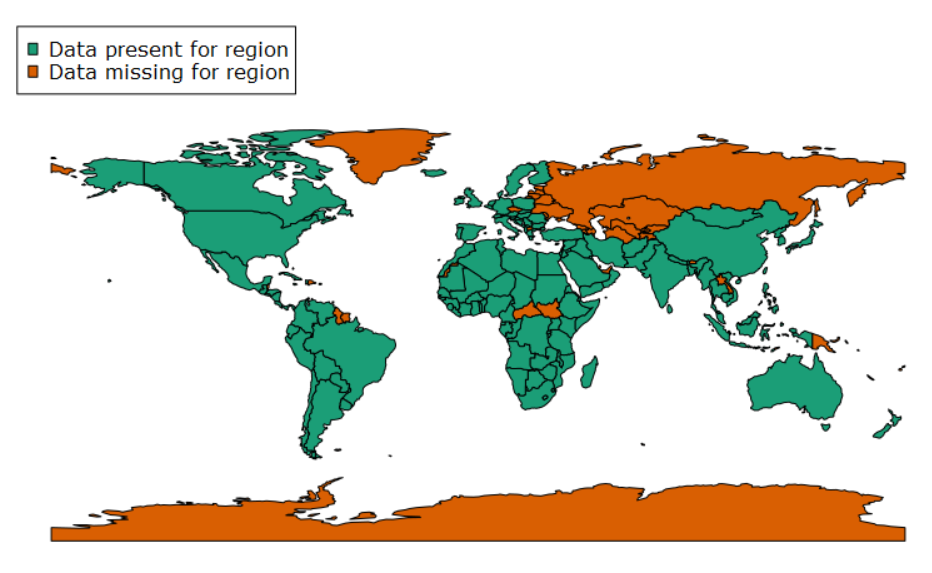 Data present for region
Data missing for region